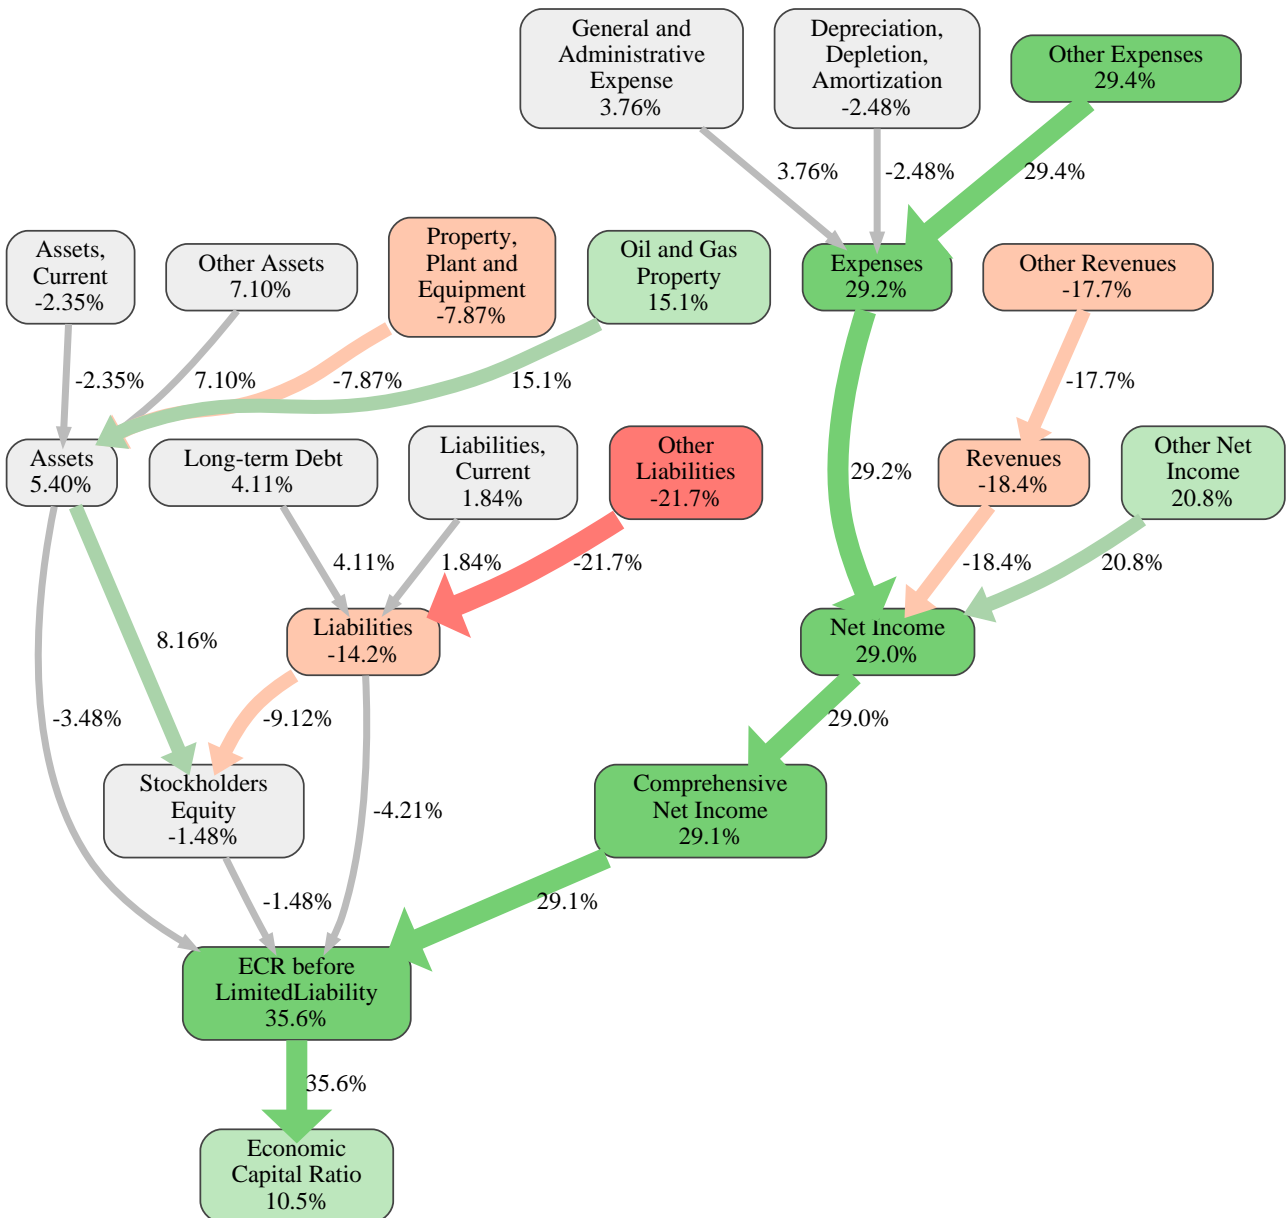 General and
Administrative
Expense
3.76%
Depreciation,
Depletion,
Amortization
-2.48%
Other Expenses
29.4%
3.76%
-2.48%
29.4%
Assets,
Current
-2.35%
Other Assets
7.10%
Property,
Plant and
Equipment
-7.87%
Oil and Gas
Property
15.1%
Expenses
29.2%
Other Revenues
-17.7%
-2.35%
7.10%
-7.87%
15.1%
-17.7%
Assets
5.40%
Long-term Debt
4.11%
Liabilities,
Current
1.84%
Other
Liabilities
-21.7%
29.2%
Revenues
-18.4%
Other Net
Income
20.8%
4.11%
1.84%
-21.7%
-18.4%
20.8%
8.16%
Liabilities
-14.2%
Net Income
29.0%
-3.48%
-9.12%
29.0%
Stockholders
Equity
-1.48%
-4.21%
Comprehensive
Net Income
29.1%
-1.48%
29.1%
ECR before
LimitedLiability
35.6%
35.6%
Economic
Capital Ratio
10.5%